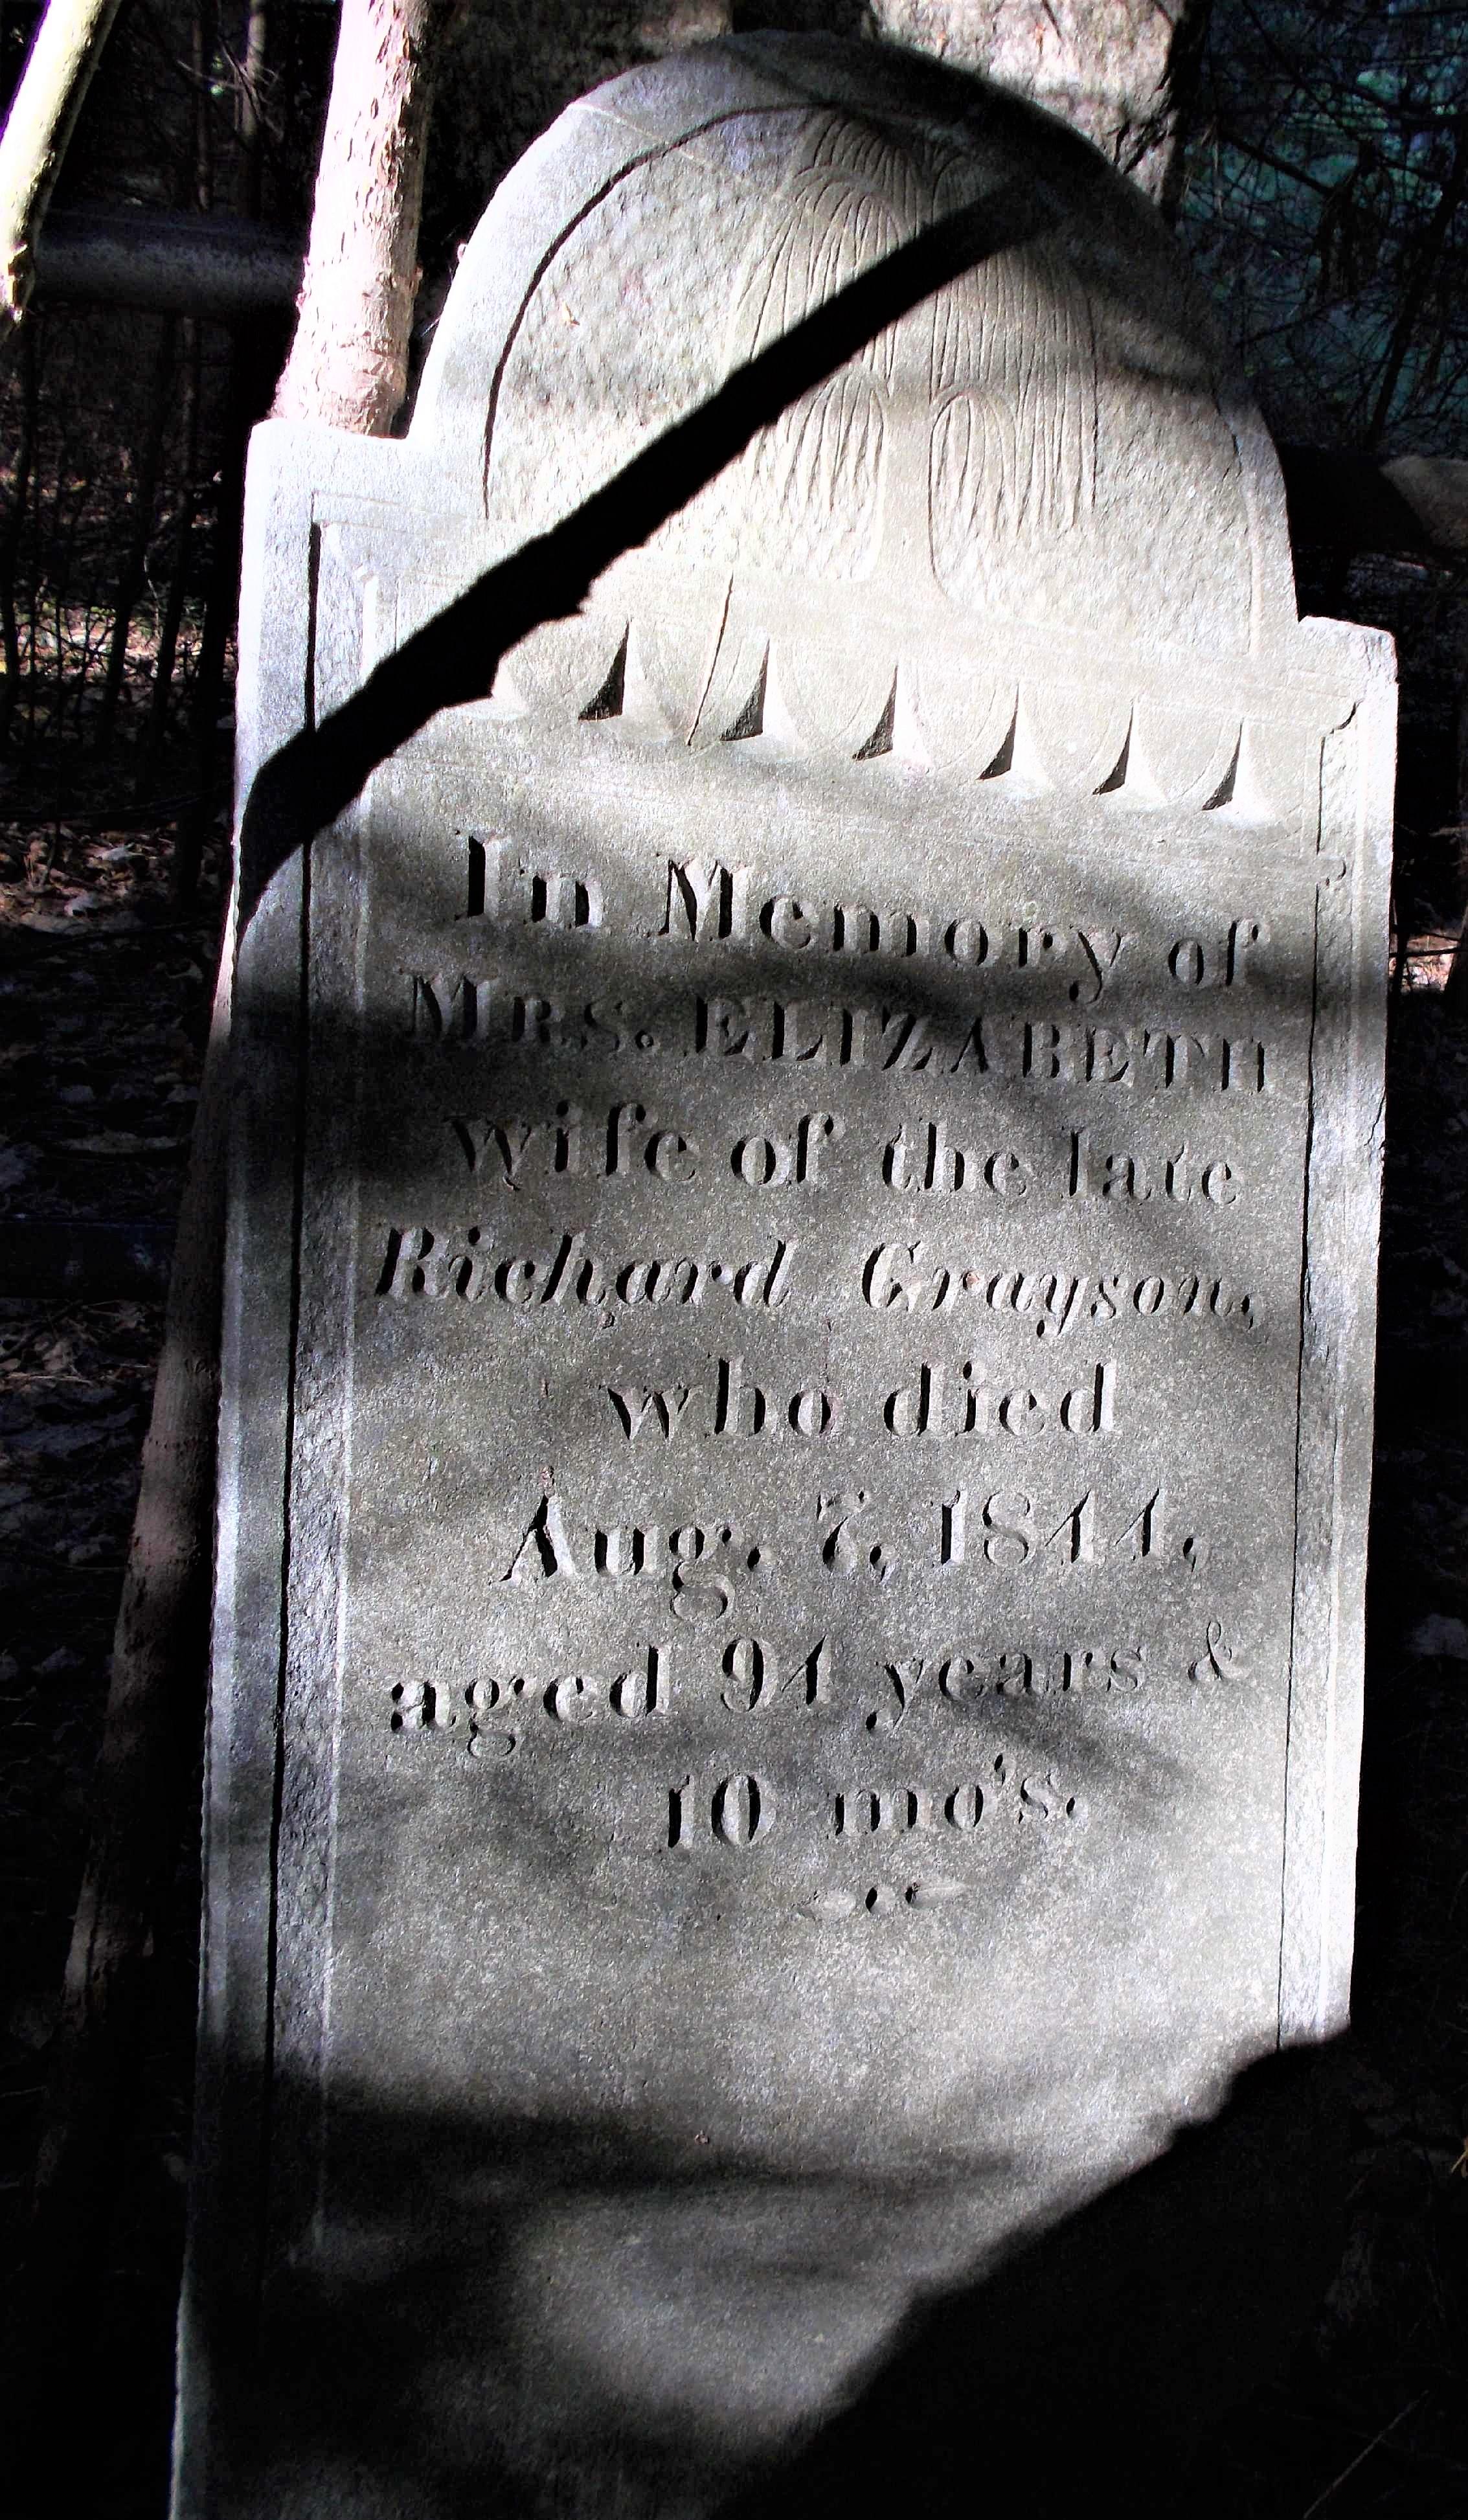 In Memory of
MRS. ELIZABETH
wife of the late
Richard Grayson,
who died
Aug. 7, 1844,
aged 94 years &
10 mo's.